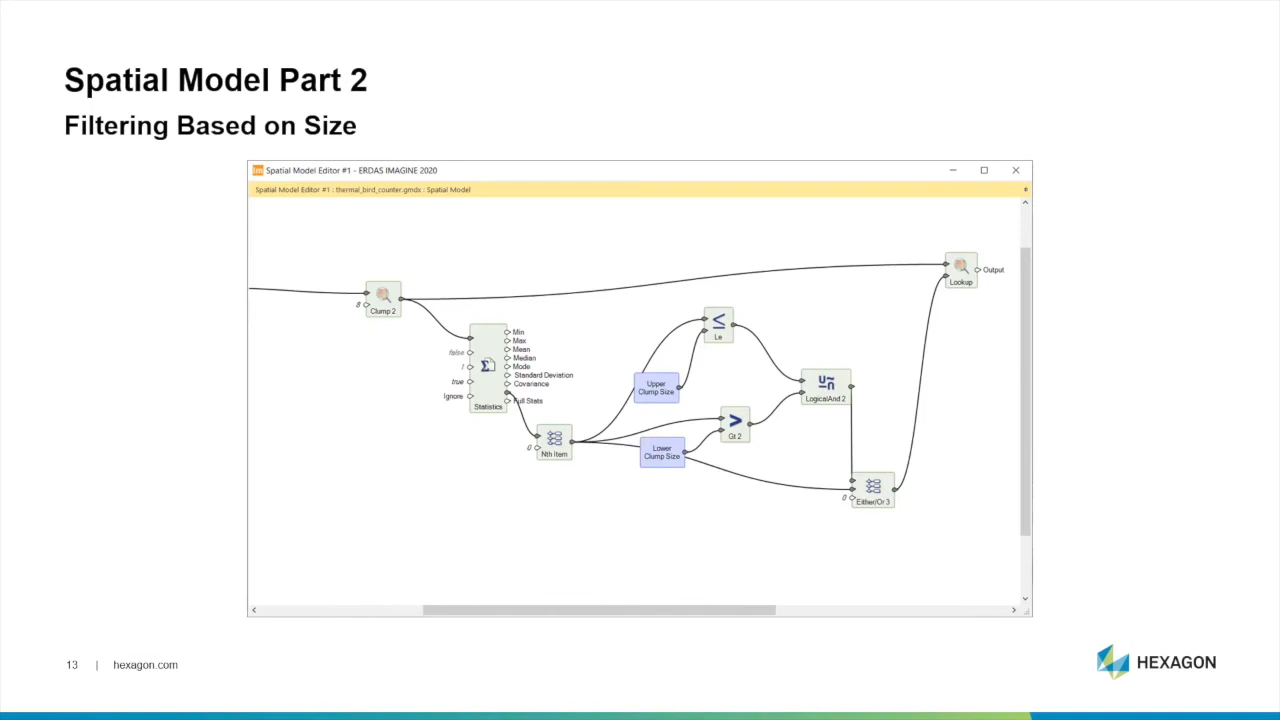 Spatial Model Part 2
Filtering Based on Size
Spatial Model Editor #1 - ERDAS IMAGINE 2020
Spatial Model Editor #1 : thermal_bird_counter.gmdx : Spatial Model
8
Clump 2
false
1
true
Ignore
Statistics
Min
Max
Mean
Median
Mode
Standard Deviation
Covariance
Full Stats
0
Nth Item
Upper
Clump Size
Lower
Clump Size
Le
Gt 2
LogicalAnd 2
0
Either/Or 3
Lookup
Output
13 | hexagon.com
HEXAGON